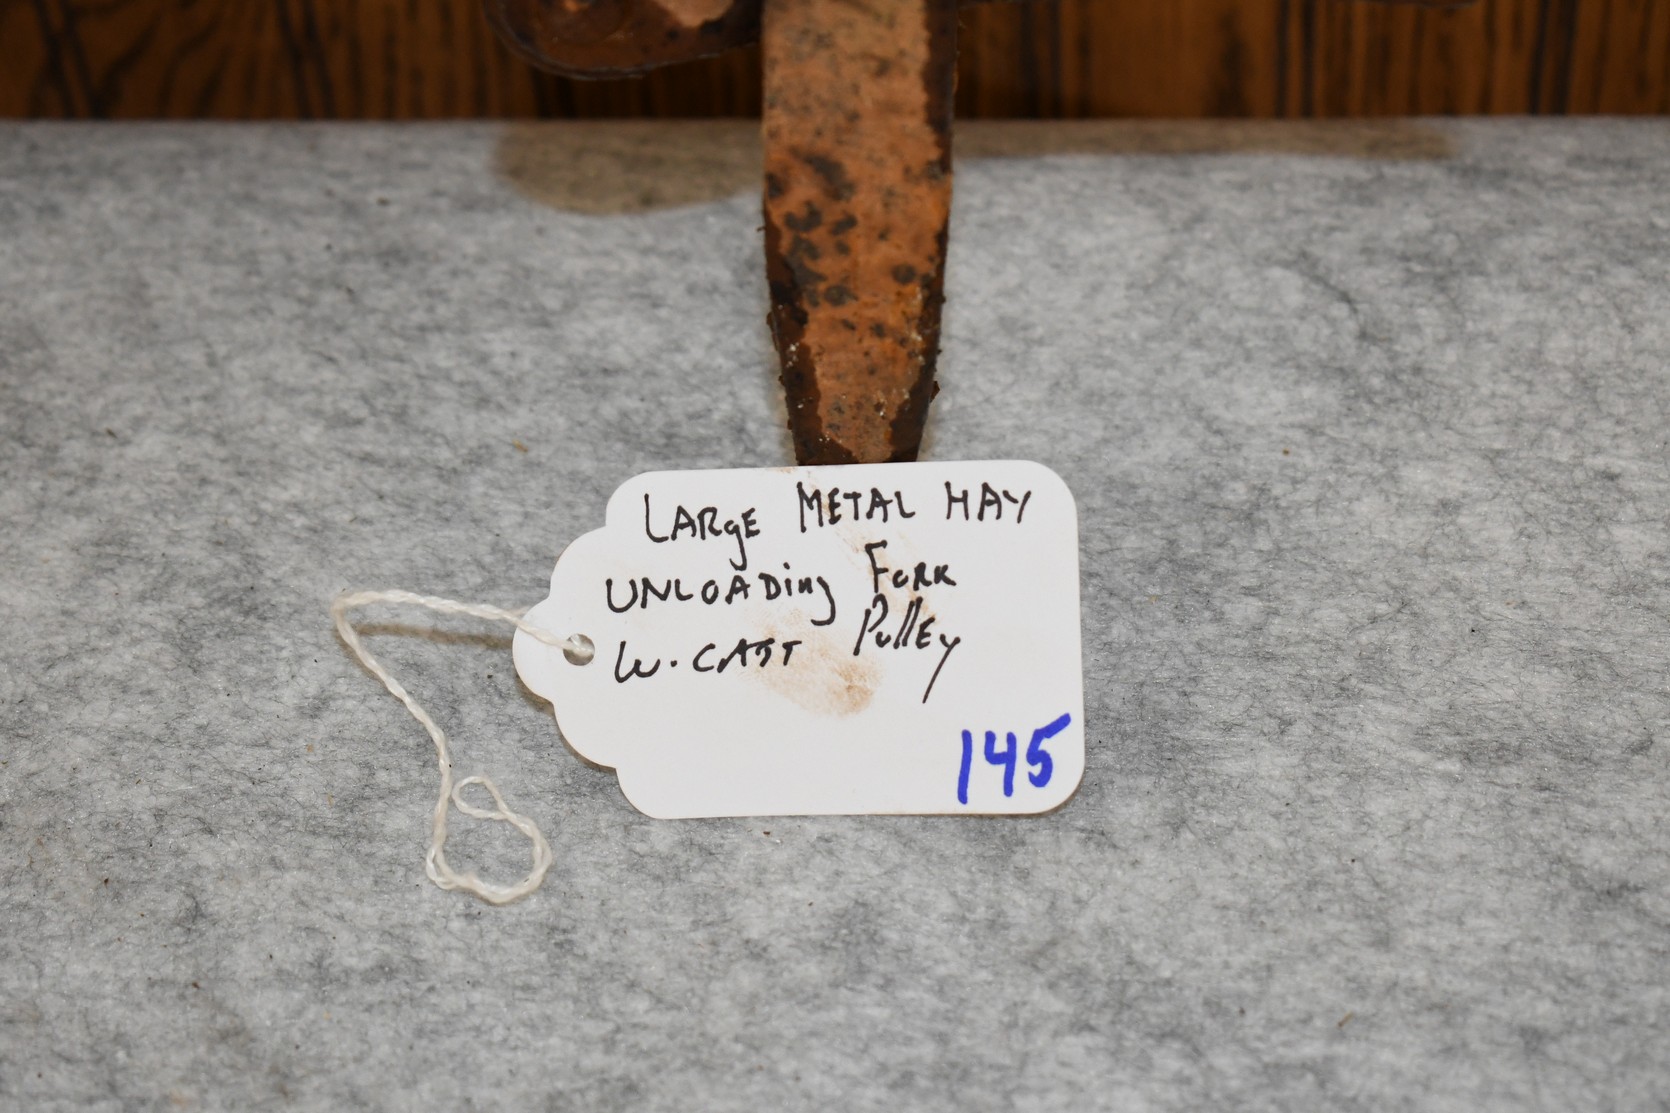 LARgE METAL HAY
UNLOADing FORK
W. CAST PullEy
145